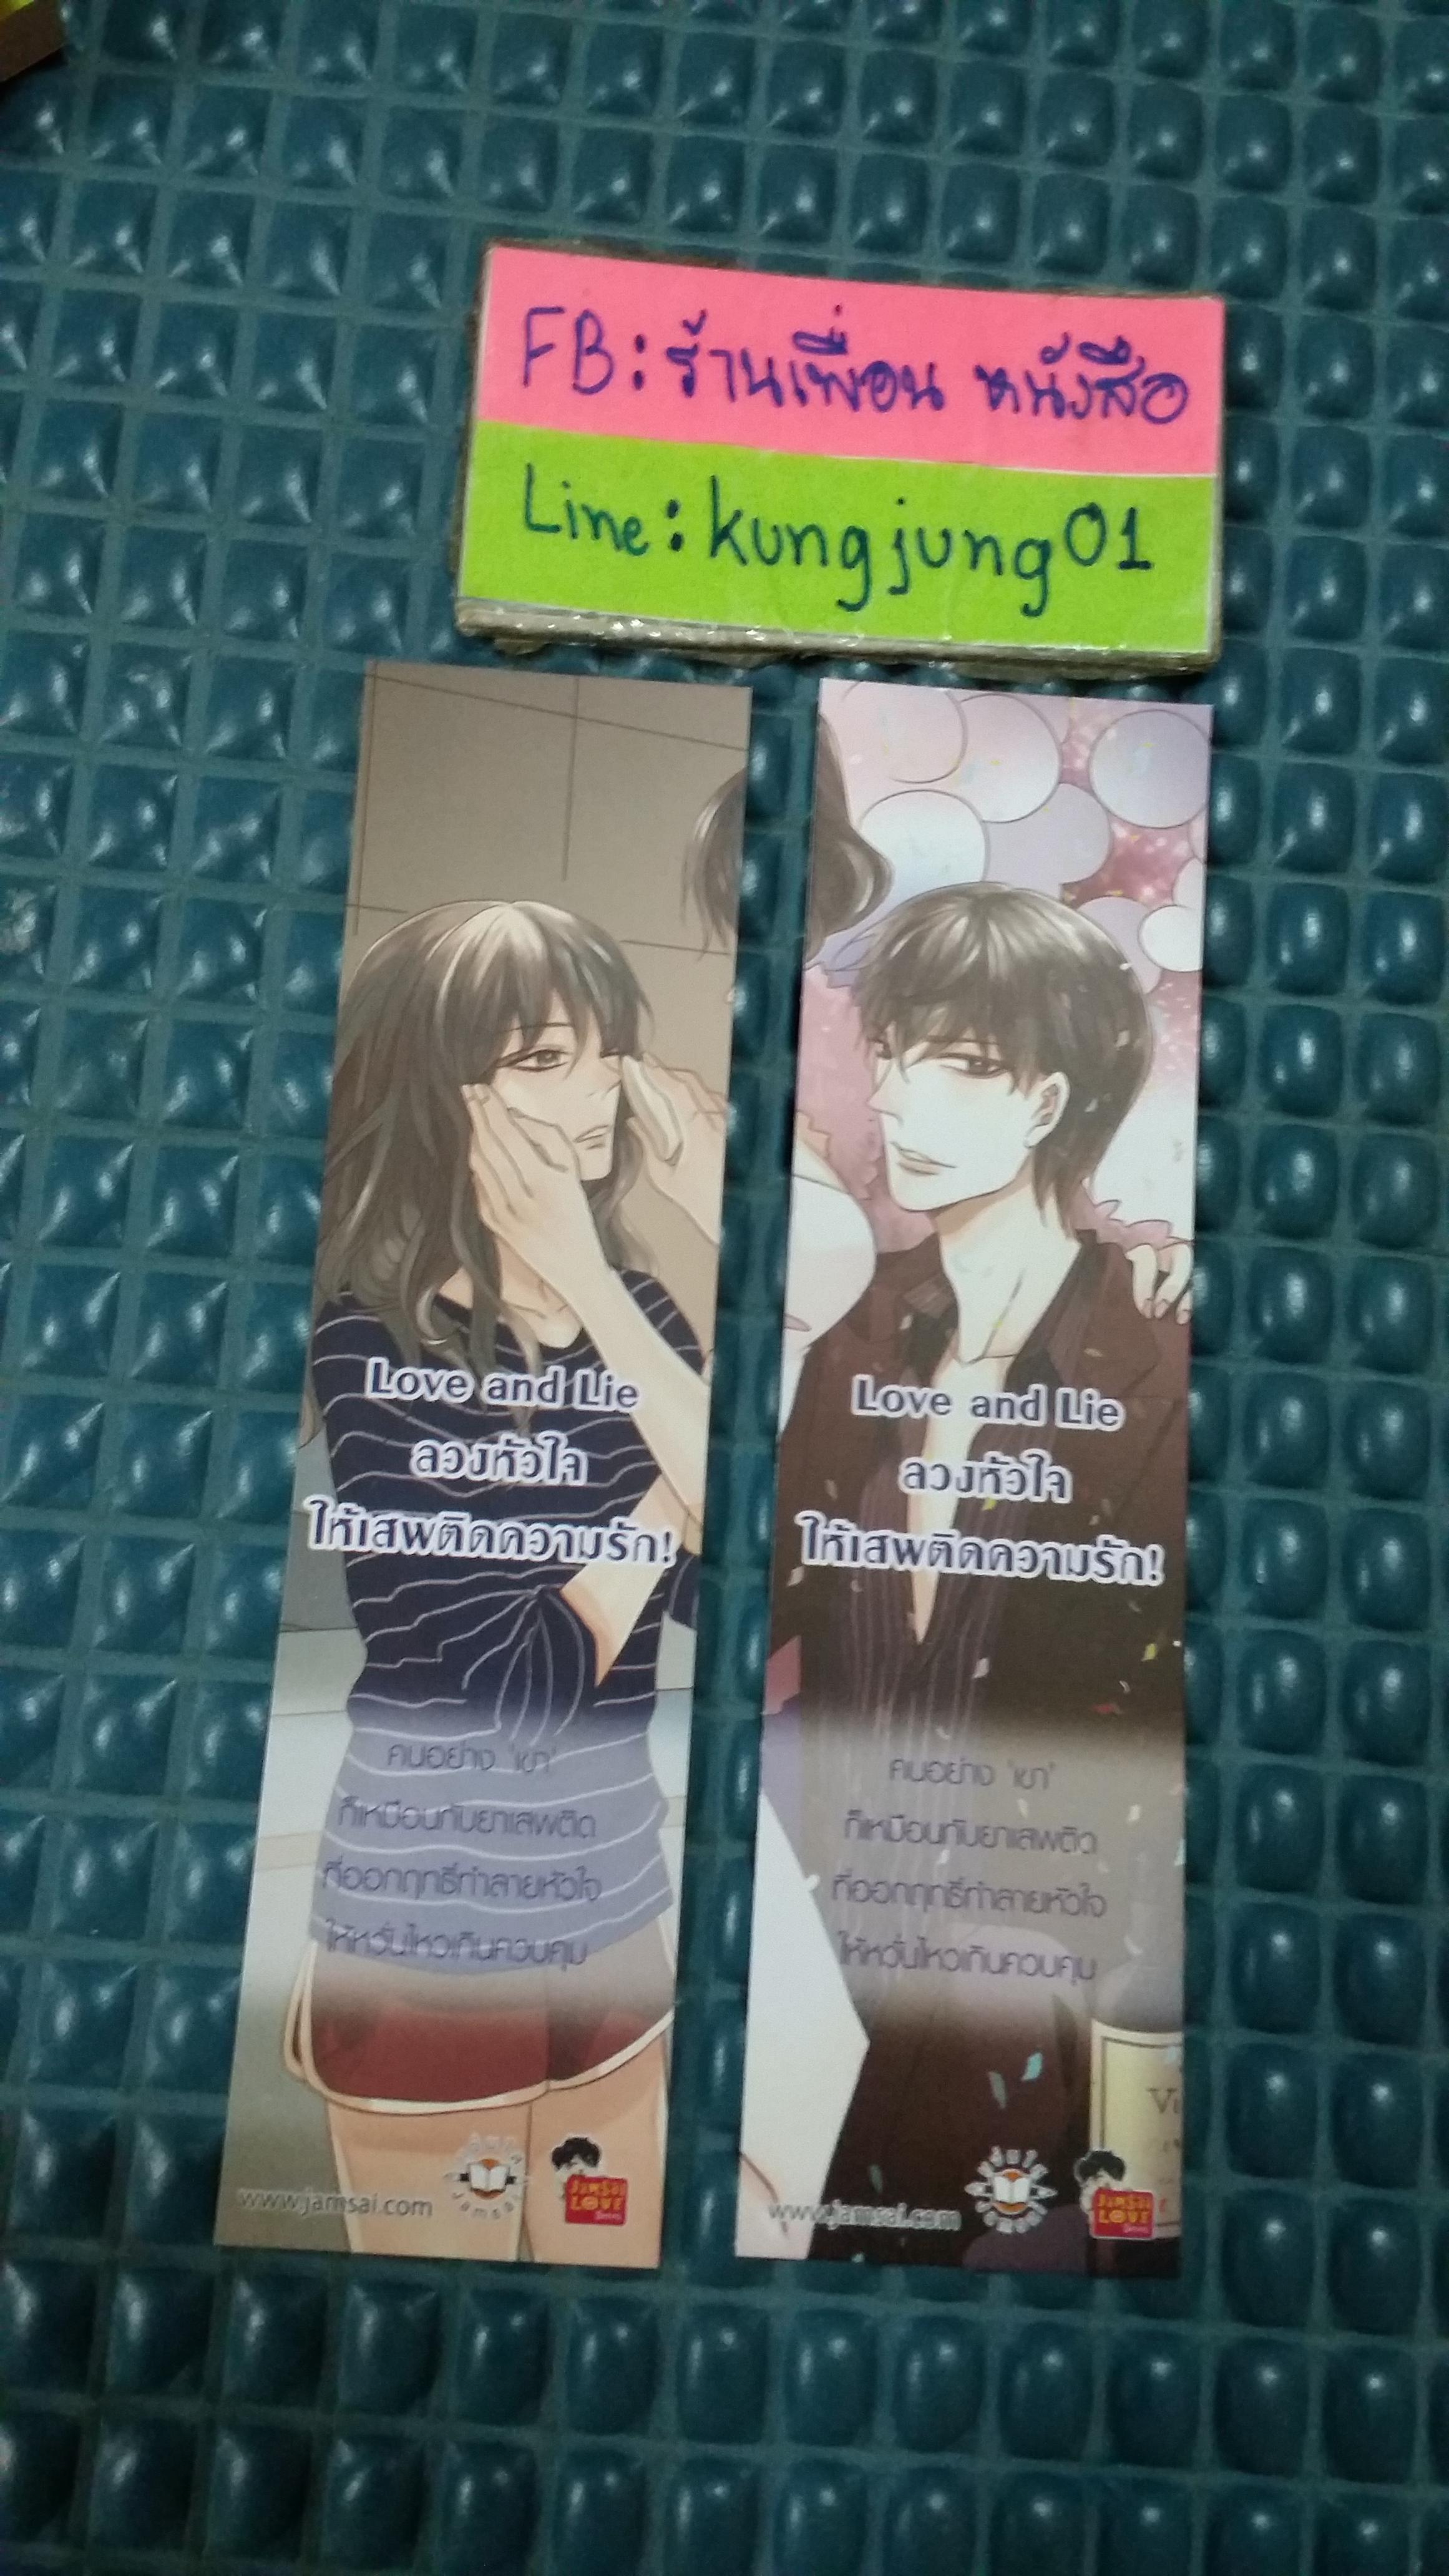 FB: ร้านเพื่อน หนังสือ
Line: kungjung01
Love and Lie
ลวงหัวใจ
ให้เสพติดความรัก!
คนอย่าง 'เขา'
ก็เหมือนกับยาเสพติด
ที่ออกฤทธิ์ทำลายหัวใจ
ให้หวั่นไหวเกินควบคุม
www.jamsai.com
Jamsai
LOVE
Love and Lie
ลวงหัวใจ
ให้เสพติดความรัก!
คนอย่าง 'เขา'
ก็เหมือนกับยาเสพติด
ที่ออกฤทธิ์ทำลายหัวใจ
ให้หวั่นไหวเกินควบคุม
www.jamsai.com
Jamsai
LOVE